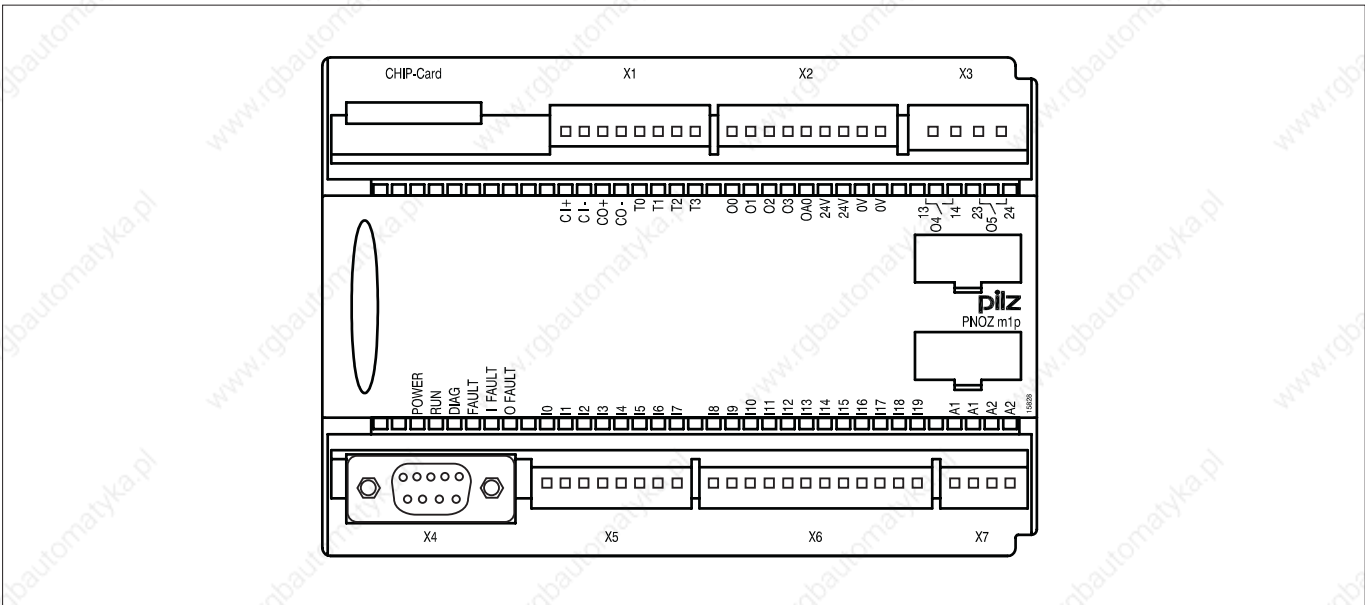 CHIP-Card X1 X2 X3
CI+ CI- CO+ CO- T0 T1 T2 T3 O0 O1 O2 O3 OA0 24V 24V 0V 0V 13 O4 14 23 O5 24
pilz
PNOZ m1p
POWER RUN DIAG FAULT I FAULT O FAULT I0 I1 I2 I3 I4 I5 I6 I7 I8 I9 I10 I11 I12 I13 I14 I15 I16 I17 I18 I19 A1 A1 A2 A2 15828
X4 X5 X6 X7
www.rgbautomatyka.pl